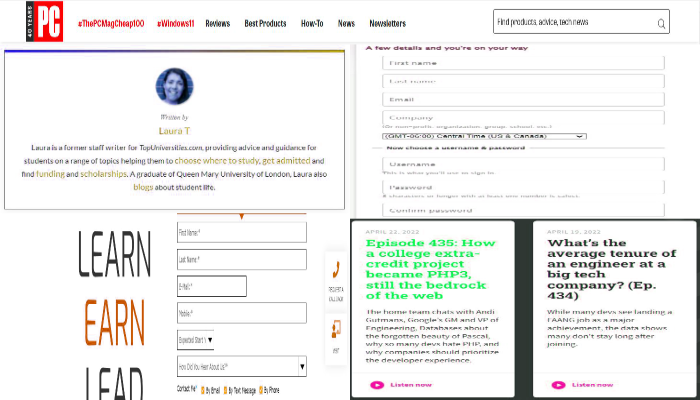 40 YEARS
PC
#ThePCMagCheap100
#Windows11
Reviews
Best Products
How-To
News
Newsletters
Find products, advice, tech news
Written by
Laura T
Laura is a former staff writer for TopUniversities.com, providing advice and guidance for
students on a range of topics helping them to choose where to study, get admitted and
find funding and scholarships. A graduate of Queen Mary University of London, Laura also
blogs about student life.
A few details and you're on your way
First name
Last name
Email
Company
(Or non-profit, organization, group, school, etc.)
(GMT-06:00) Central Time (US & Canada)
Now choose a username & password
Username
This is what you'll use to sign in
Password
Confirm password
LEARN
EARN
LEAD
First Name:*
Last Name:*
E-Mail:*
Mobile:*
Expected Start
How Did You Hear About Us?*
Contact Me*
By Email
By Text Message
By Phone
REQUEST A
CALL BACK
VISIT
APRIL 22, 2022
Episode 435: How
a college extra-
credit project
became PHP3,
still the bedrock
of the web
The home team chats with Andi
Gutmans, Google's GM and VP of
Engineering, Databases about
the forgotten beauty of Pascal,
why so many devs hate PHP, and
why companies should prioritize
the developer experience.
Listen now
APRIL 19, 2022
What's the
average tenure of
an engineer at a
big tech
company? (Ep.
434)
While many devs see landing a
FAANG job as a major
achievement, the data shows
many don't stay long after
joining.
Listen now